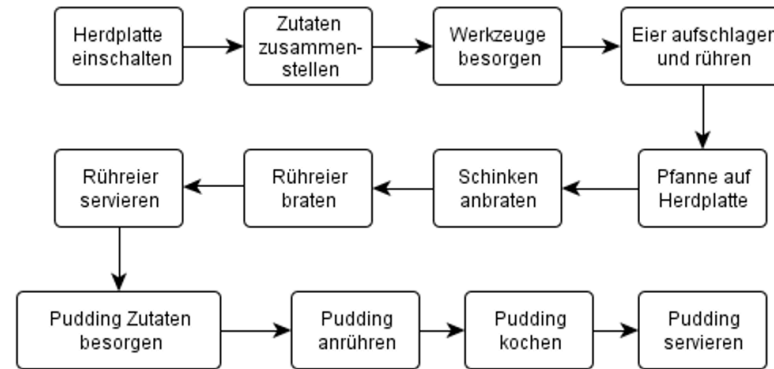 Herdplatte
einschalten
Zutaten
zusammen-
stellen
Werkzeuge
besorgen
Eier aufschlagen
und rühren
Pfanne auf
Herdplatte
Schinken
anbraten
Rühreier
braten
Rühreier
servieren
Pudding Zutaten
besorgen
Pudding
anrühren
Pudding
kochen
Pudding
servieren